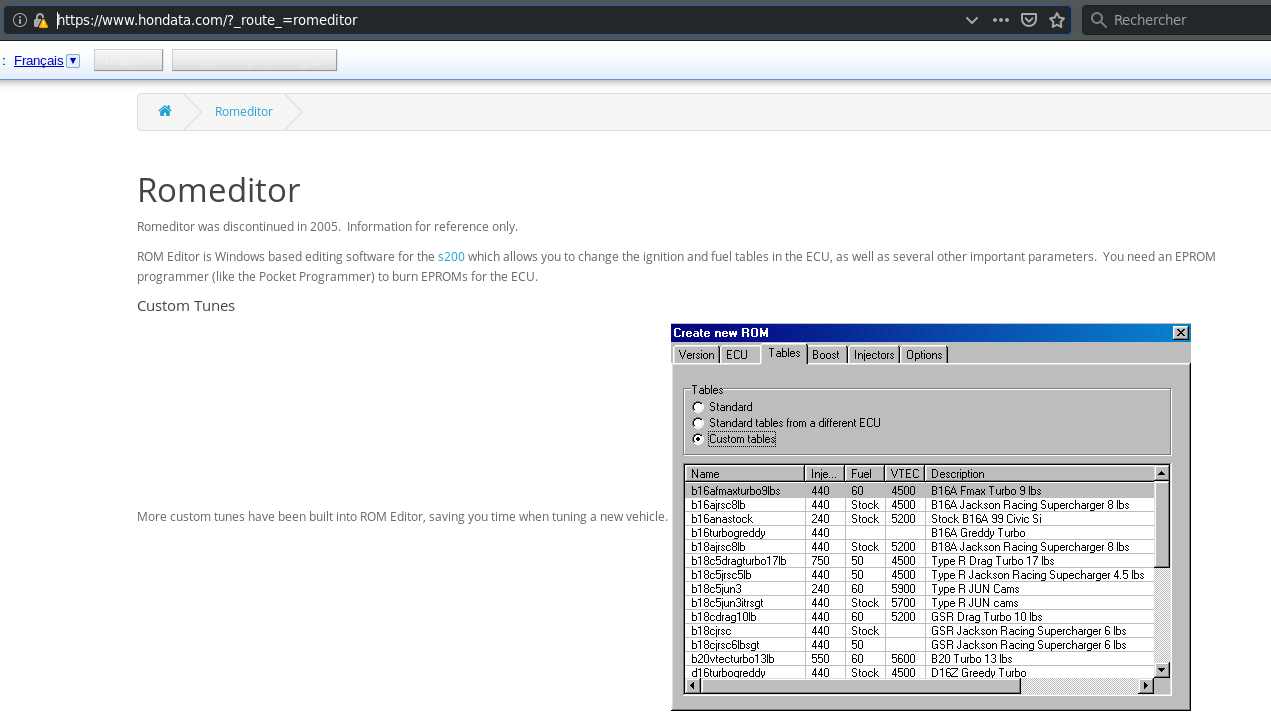 https://www.hondata.com/?_route_=romeditor
Rechercher
: Français
Romeditor
Romeditor
Romeditor was discontinued in 2005. Information for reference only.
ROM Editor is Windows based editing software for the s200 which allows you to change the ignition and fuel tables in the ECU, as well as several other important parameters. You need an EPROM
programmer (like the Pocket Programmer) to burn EPROMs for the ECU.
Custom Tunes
Create new ROM
Version ECU Tables Boost Injectors Options
Tables
Standard
Standard tables from a different ECU
Custom tables
Name Inje... Fuel VTEC Description
b16afmaxturbo9lbs 440 60 4500 B16A Fmax Turbo 9 lbs
b16ajrsc8lb 440 Stock 4500 B16A Jackson Racing Supercharger 8 lbs
More custom tunes have been built into ROM Editor, saving you time when tuning a new vehicle.
b16anastock 240 Stock 5200 Stock B16A 99 Civic Si
b16turbogreddy 440 B16A Greddy Turbo
b18ajrsc8lb 440 Stock 5200 B18A Jackson Racing Supercharger 8 lbs
b18c5dragturbo17lb 750 50 4500 Type R Drag Turbo 17 lbs
b18c5jrsc5lb 440 50 4500 Type R Jackson Racing Supecharger 4.5 lbs
b18c5jun3 240 60 5900 Type R JUN Cams
b18c5jun3itrsgt 440 Stock 5700 Type R JUN cams
b18cdrag10lb 440 60 5200 GSR Drag Turbo 10 lbs
b18cjrsc 440 Stock GSR Jackson Racing Supercharger 6 lbs
b18cjrsc6lbsgt 440 50 GSR Jackson Racing Supercharger 6 lbs
b20vtecturbo13lb 550 60 5600 B20 Turbo 13 lbs
d16turbogreddy 440 Stock 4500 D16Z Greedy Turbo